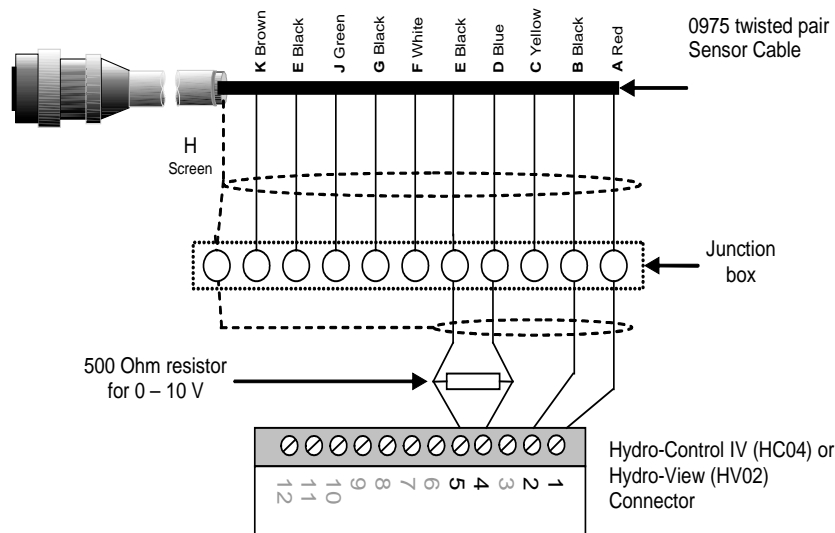 K Brown
E Black
J Green
G Black
F White
E Black
D Blue
C Yellow
B Black
A Red
0975 twisted pair
Sensor Cable
H
Screen
Junction
box
500 Ohm resistor
for 0 – 10 V
Hydro-Control IV (HC04) or
Hydro-View (HV02)
Connector
12
11
10
9
8
7
6
5
4
3
2
1